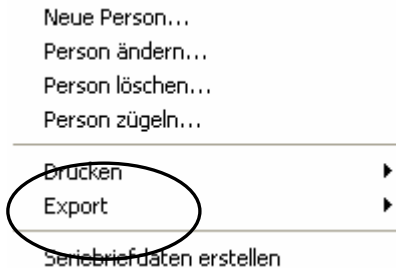 Neue Person...
Person ändern...
Person löschen...
Person zügeln...
Drucken
Export
Seriebriefdaten erstellen